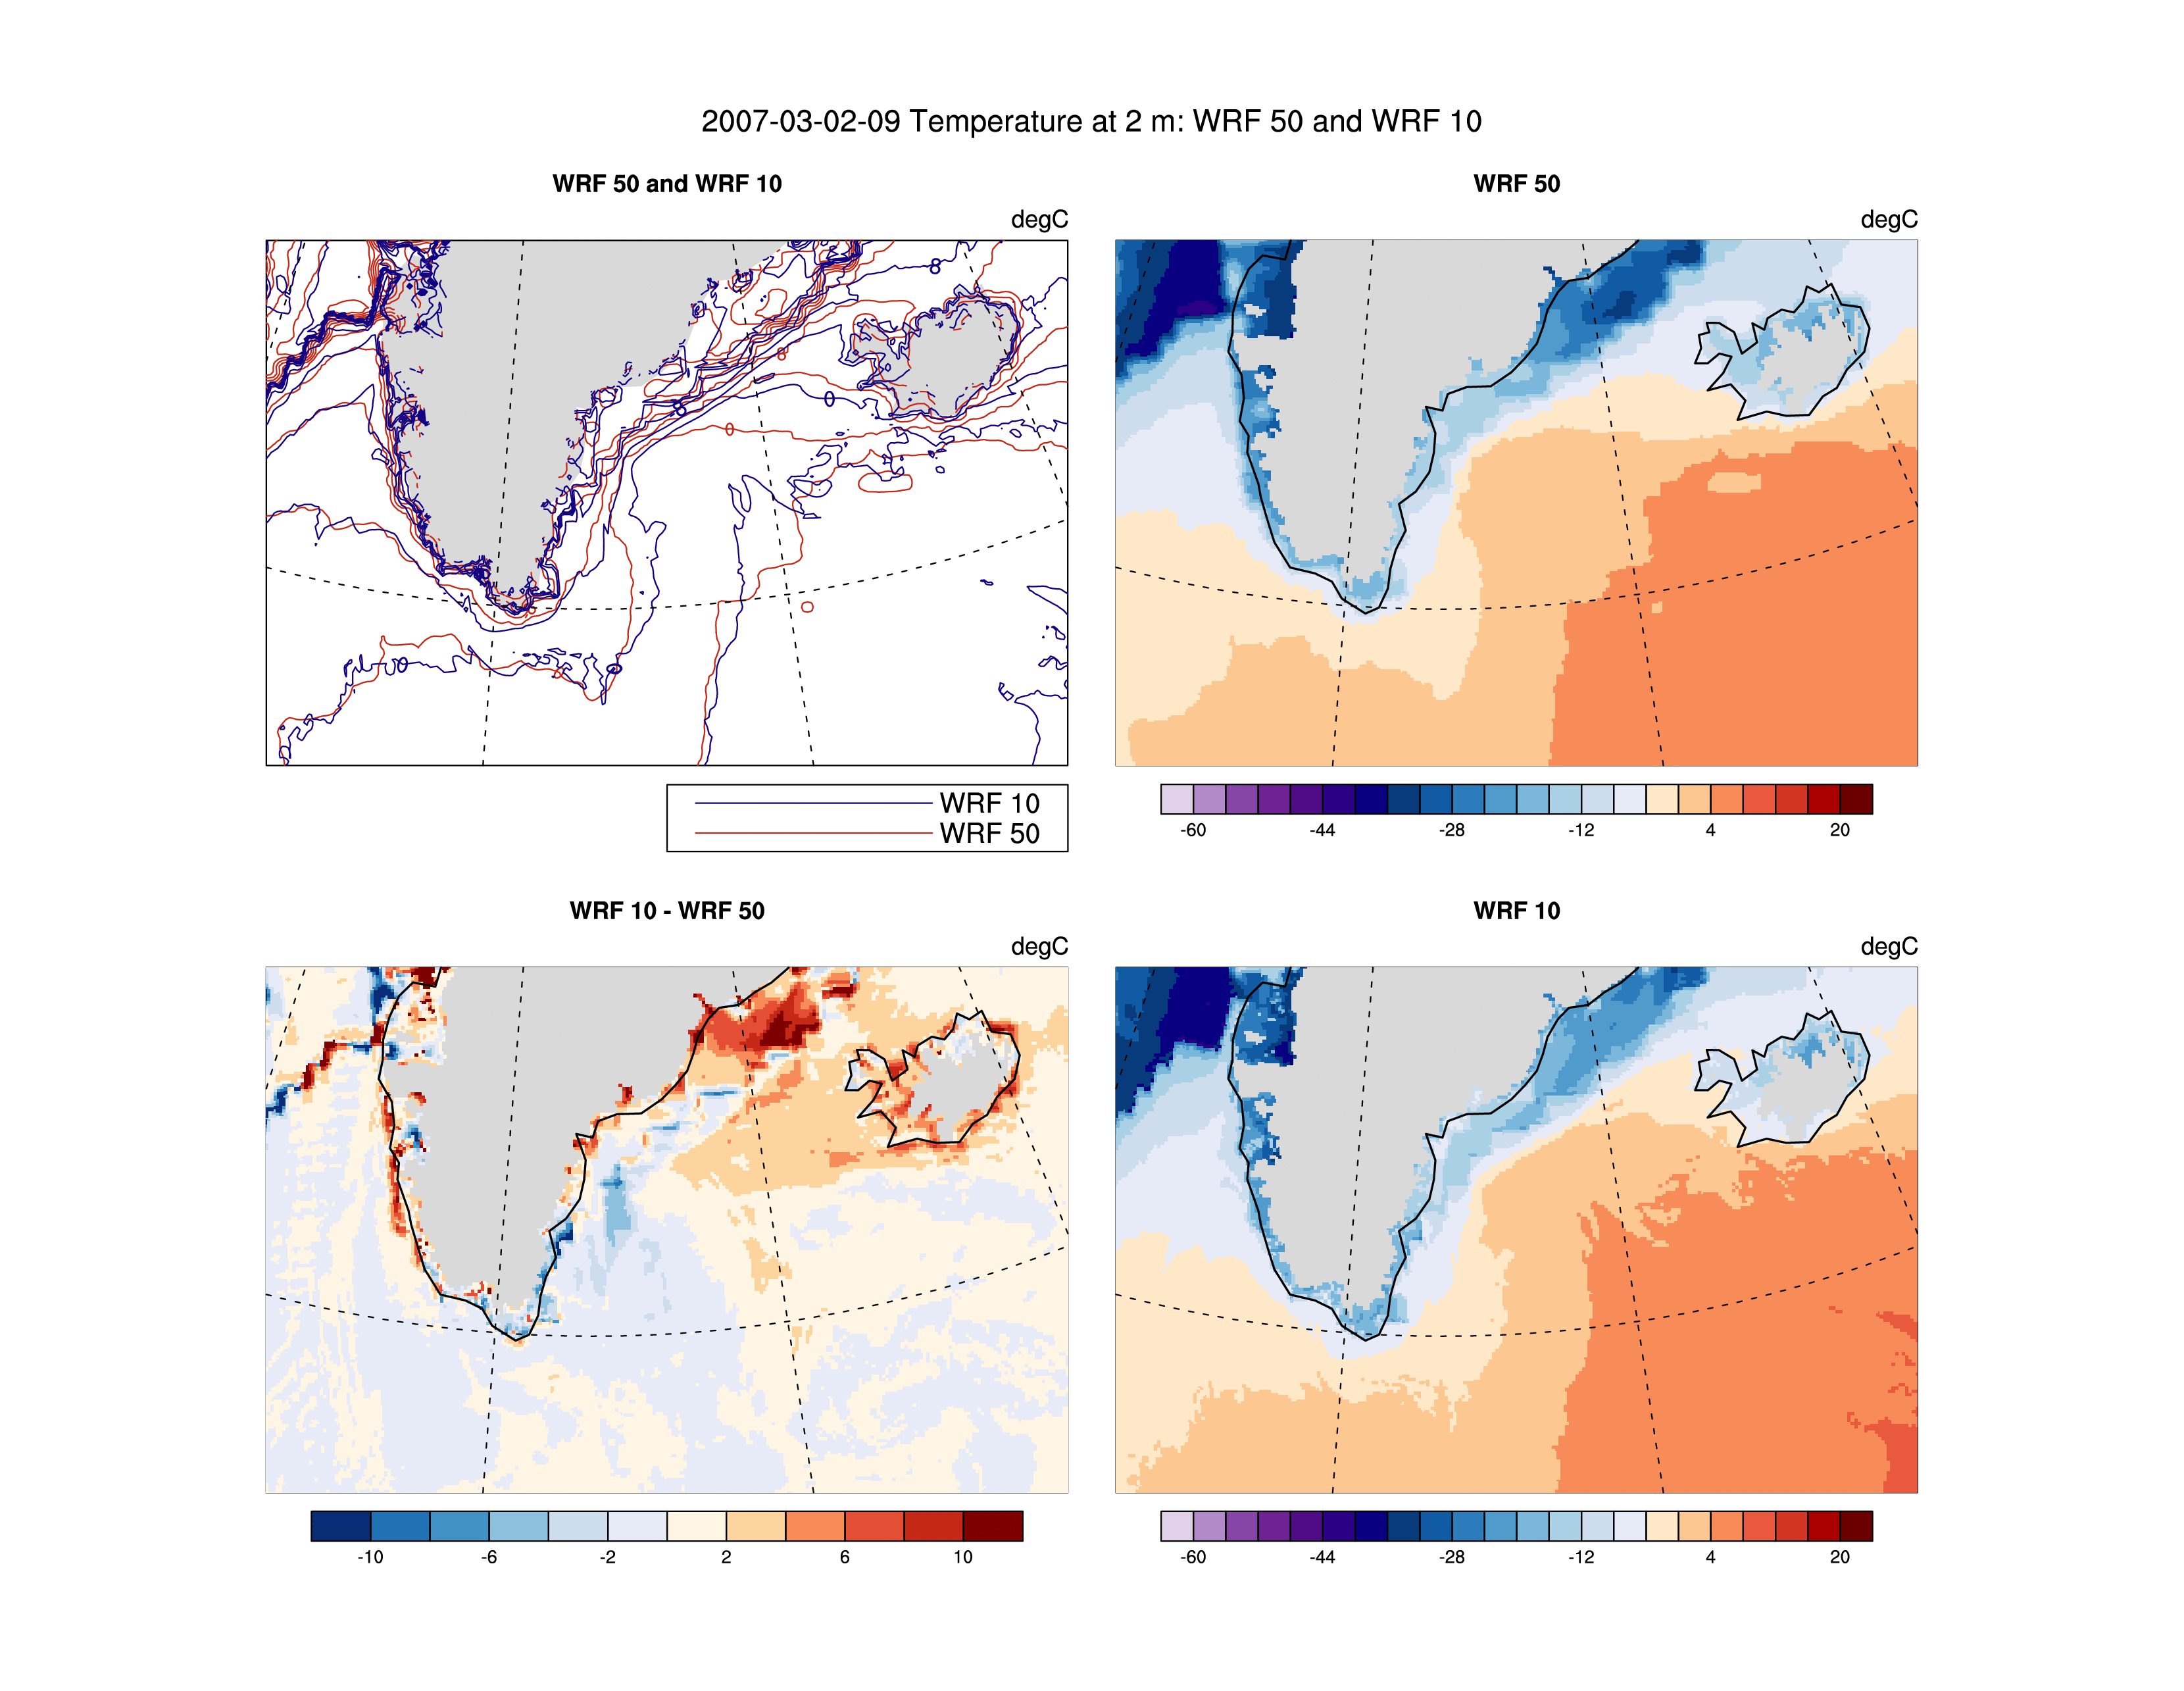 2007-03-02-09 Temperature at 2 m: WRF 50 and WRF 10
WRF 50 and WRF 10
degC
8
8
0
8
0
0
0
WRF 10
WRF 50
WRF 50
degC
-60 -44 -28 -12 4 20
WRF 10 - WRF 50
degC
-10 -6 -2 2 6 10
WRF 10
degC
-60 -44 -28 -12 4 20